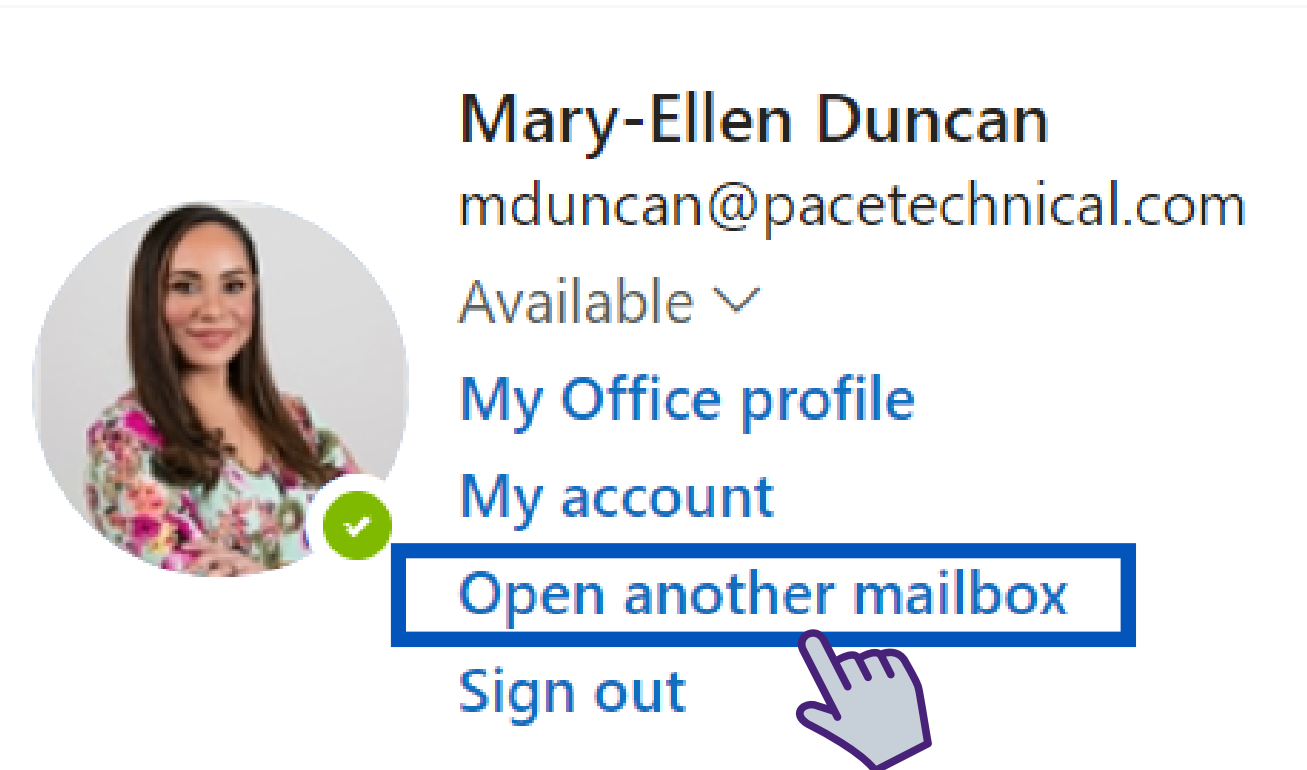 Mary-Ellen Duncan
mduncan@pacetechnical.com
Available
My Office profile
My account
Open another mailbox
Sign out